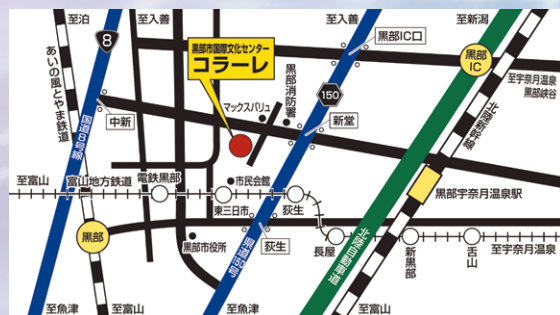 至泊
至入善
至入善
至新潟
8
黒部市国際文化センター
コラーレ
黒部IC口
黒部
IC
至宇奈月温泉
黒部峡谷
あいの風とやま鉄道
中新
国道8号線
マックスバリュ
黒部消防署
150
新堂
北陸新幹線
至富山
富山地方鉄道
電鉄黒部
市民会館
東三日市
荻生
黒部宇奈月温泉駅
黒部
黒部市役所
荻生
県道150号
長屋
北陸自動車道
新黒部
舌山
至宇奈月温泉
至魚津
至富山
至魚津
至富山